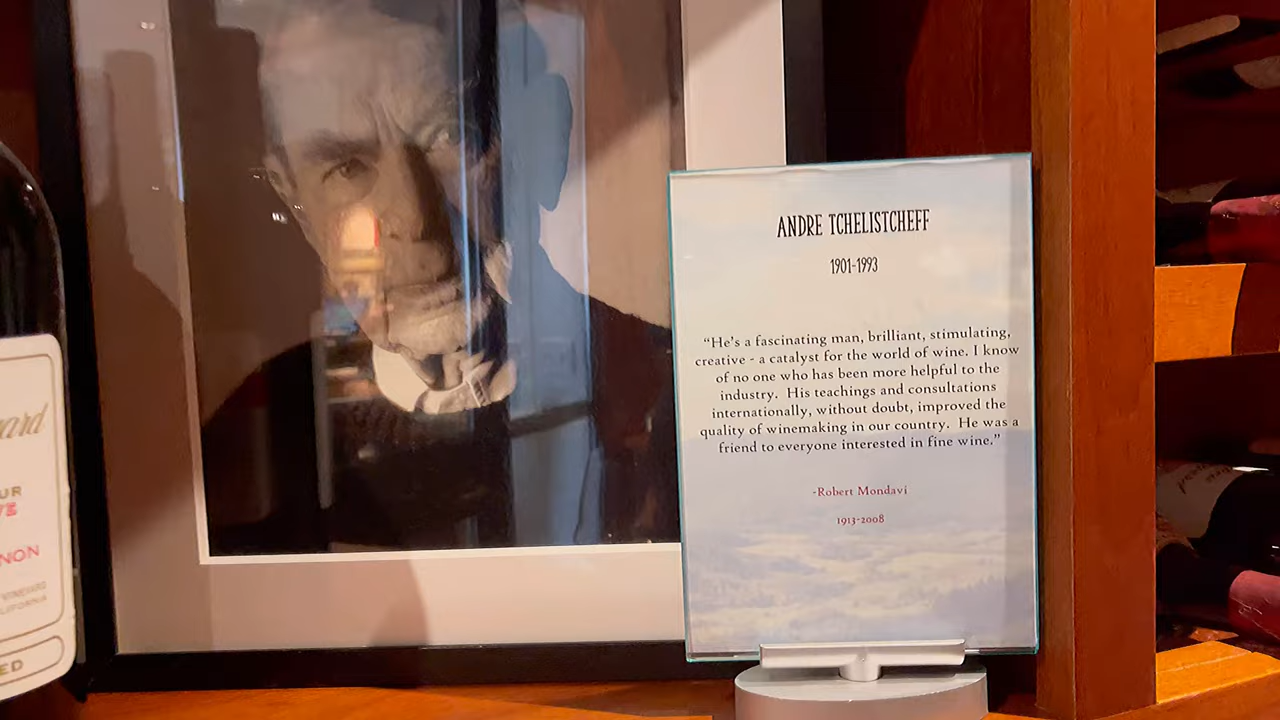 ANDRE TCHELISTCHEFF
1901-1993
“He's a fascinating man, brilliant, stimulating,
creative - a catalyst for the world of wine. I know
of no one who has been more helpful to the
industry. His teachings and consultations
internationally, without doubt, improved the
quality of winemaking in our country. He was a
friend to everyone interested in fine wine.”
-Robert Mondavi
1913-2008
ard
UR
VE
NON
VINEYARD
LIFORNIA
ED